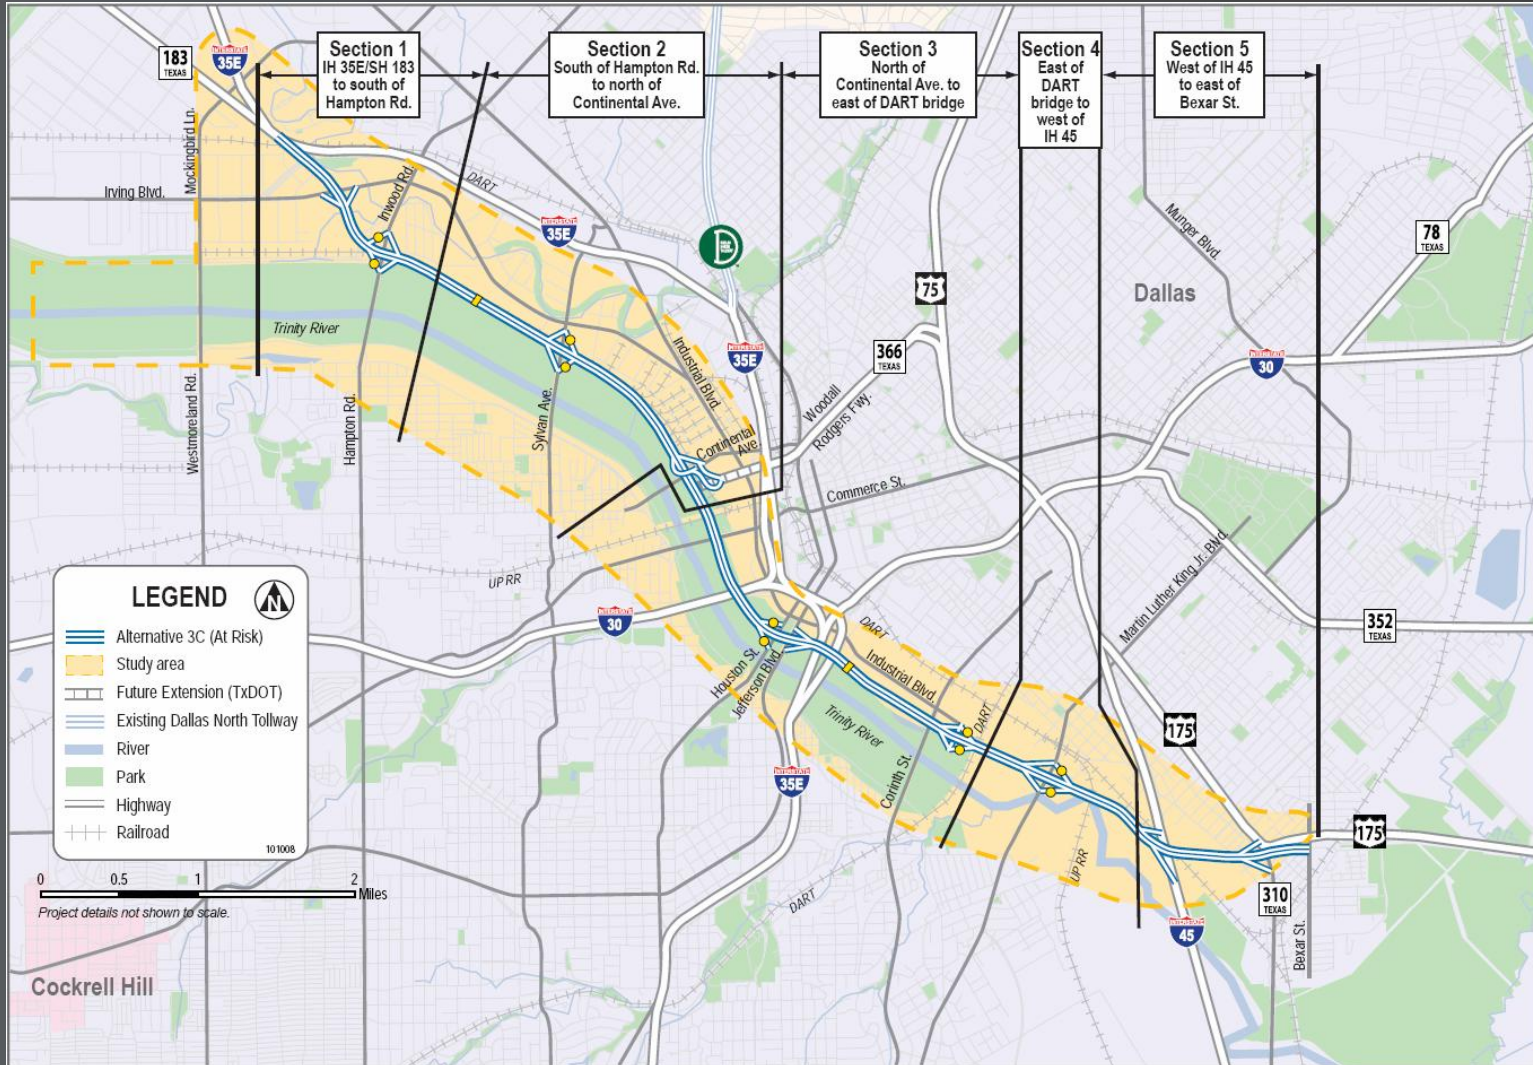 Section 1
IH 35E/SH 183
to south of
Hampton Rd.
Section 2
South of Hampton Rd.
to north of
Continental Ave.
Section 3
North of
Continental Ave. to
east of DART bridge
Section 4
East of
DART
bridge to
west of
IH 45
Section 5
West of IH 45
to east of
Bexar St.
183
TEXAS
INTERSTATE
35E
Mockingbird Ln.
Irving Blvd.
Inwood Rd.
DART
INTERSTATE
35E
Trinity River
Westmoreland Rd.
Hampton Rd.
Sylvan Ave.
Industrial Blvd.
35E
Continental
Ave.
Woodall
Rodgers Fwy.
366
TEXAS
75
Munger Blvd.
78
TEXAS
Dallas
INTERSTATE
30
Commerce St.
UP RR
INTERSTATE
30
Houston St.
Jefferson Blvd.
DART
Industrial Blvd.
Martin Luther King Jr. Blvd.
352
TEXAS
Trinity River
DART
Corinth St.
INTERSTATE
35E
175
175
UP RR
DART
310
TEXAS
INTERSTATE
45
Bexar St.
LEGEND
N
Alternative 3C (At Risk)
Study area
Future Extension (TxDOT)
Existing Dallas North Tollway
River
Park
Highway
Railroad
101008
0 0.5 1 2
Miles
Project details not shown to scale.
Cockrell Hill